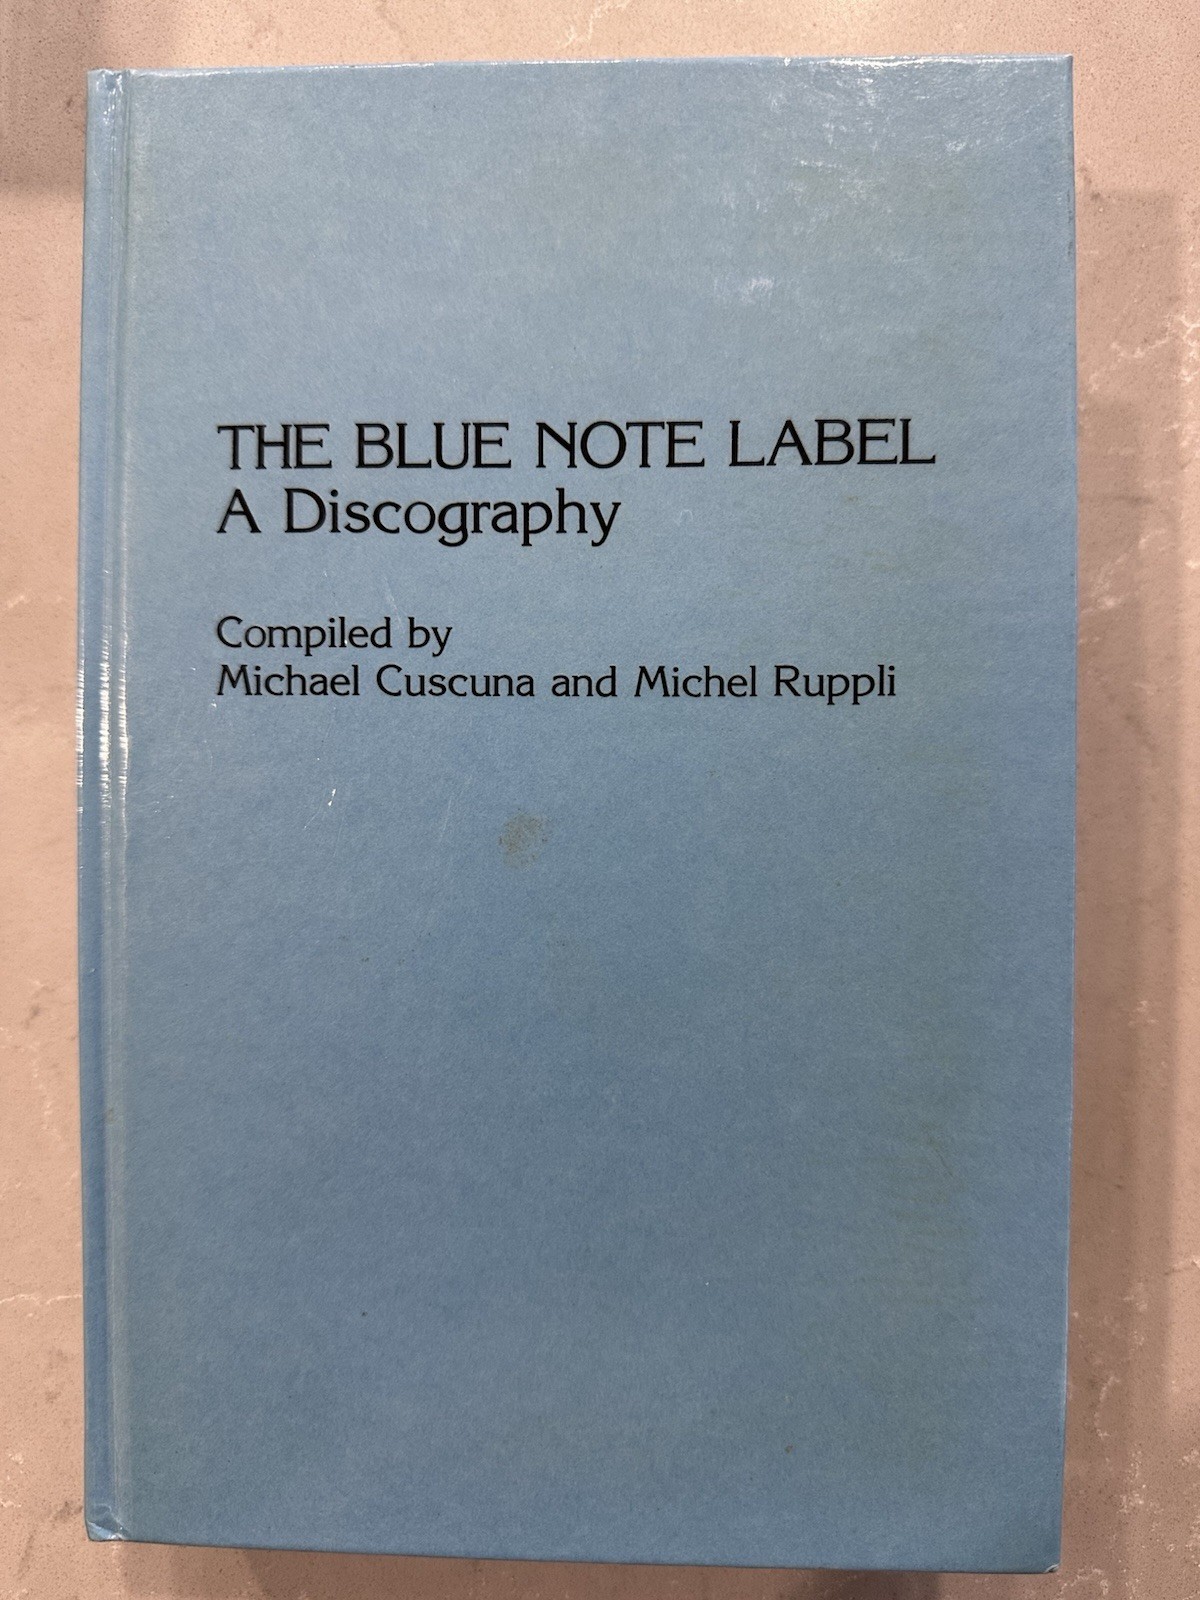 THE BLUE NOTE LABEL
A Discography
Compiled by
Michael Cuscuna and Michel Ruppli